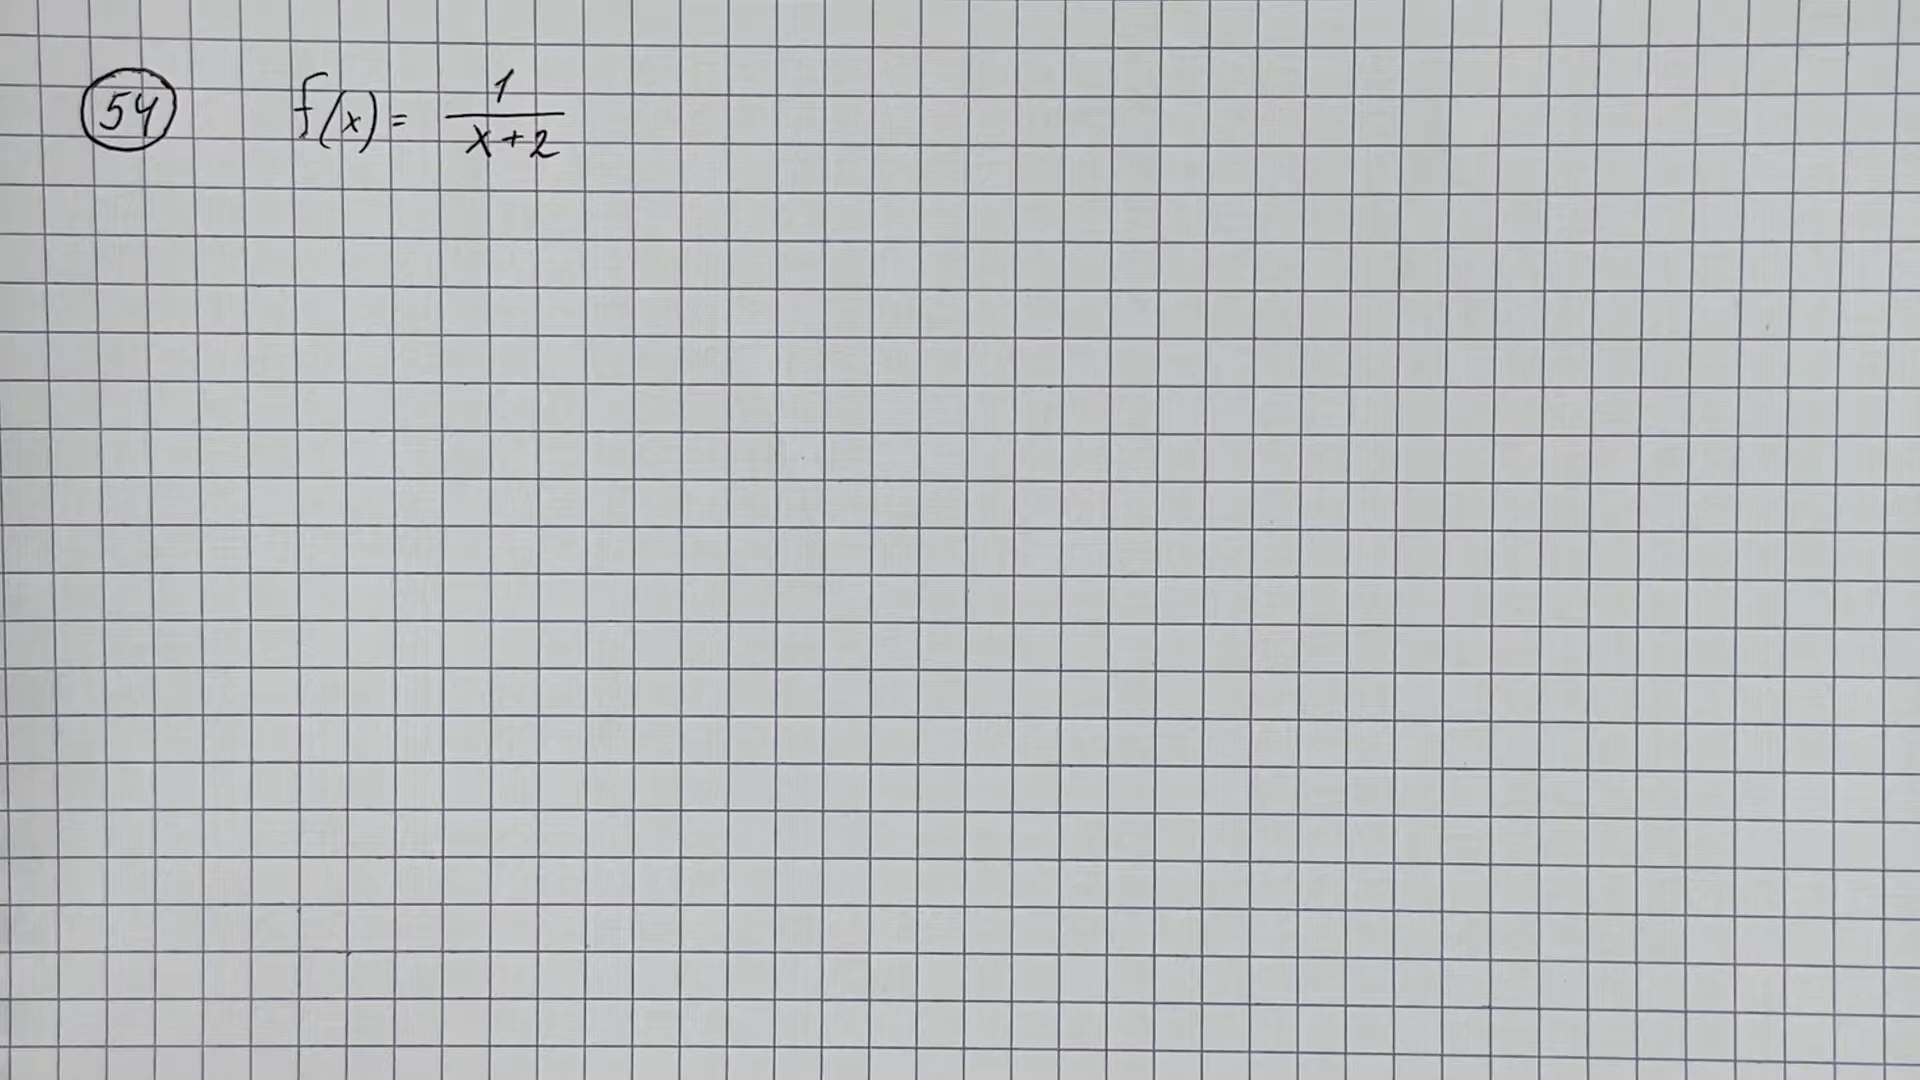 54 f(x) = 1/(x+2)